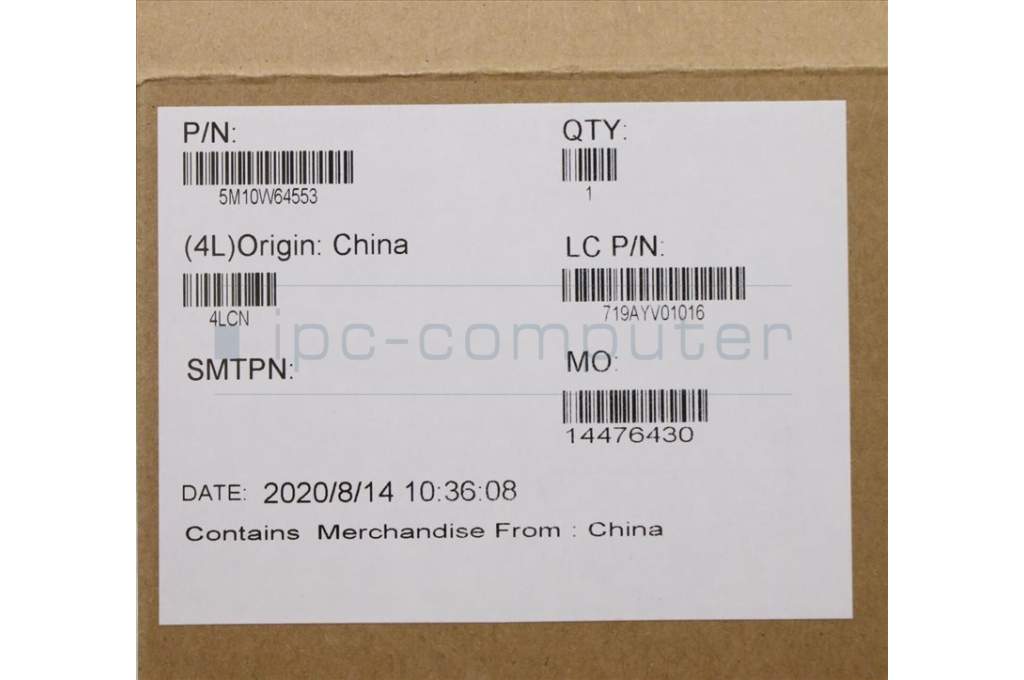 P/N:
5M10W64553
QTY:
1
(4L)Origin: China
4LCN
LC P/N:
719AYV01016
ipc-computer
SMTPN:
MO:
14476430
DATE: 2020/8/14 10:36:08
Contains Merchandise From : China